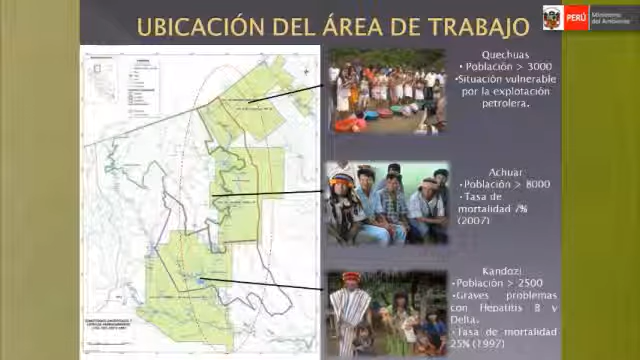 UBICACIÓN DEL ÁREA DE TRABAJO
PERÚ
Ministerio
del Ambiente
Quechuas
• Población > 3000
•Situación vulnerable
por la explotación
petrolera.
Achuar
•Población > 8000
•Tasa de
mortalidad 7%
(2007)
Kandozi
•Población > 2500
•Graves problemas
con Hepatitis B y
Delta.
•Tasa de mortalidad
25% (1997)